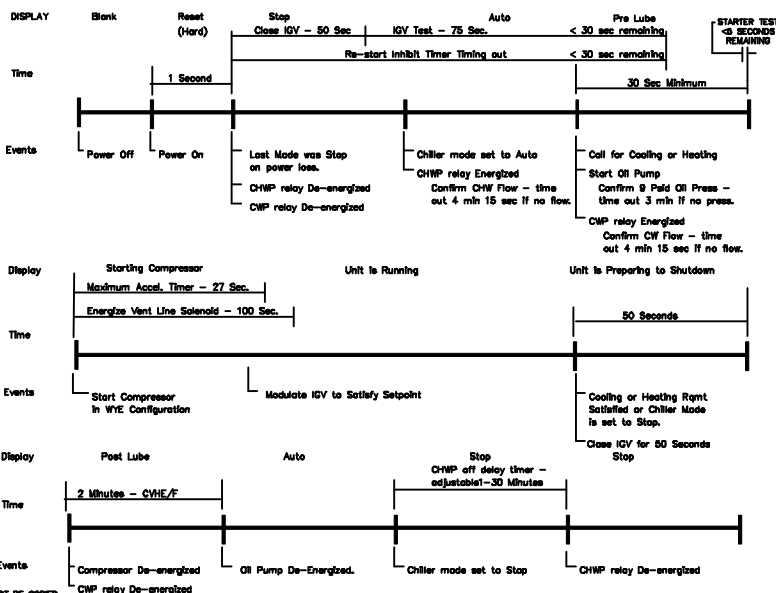 DISPLAY Blank Reset Stop Auto Pre Lube STARTER TEST
(Hard) Close IGV – 50 Sec IGV Test – 75 Sec. < 30 sec remaining <5 SECONDS
REMAINING
Re-start Inhibit Timer Timing out < 30 sec remaining
Time 1 Second 30 Sec Minimum
Events
Power Off
Power On
Last Mode was Stop
on power loss.
CHWP relay De-energized
CWP relay De-energized
Chiller mode set to Auto
CHWP relay Energized
Confirm CHW Flow – time
out 4 min 15 sec if no flow.
Call for Cooling or Heating
Start Oil Pump
Confirm 9 Paid Oil Press –
time out 3 min if no press.
CWP relay Energized
Confirm CW Flow – time
out 4 min 15 sec if no flow.
Display Starting Compressor Unit is Running Unit is Preparing to Shutdown
Maximum Accel. Timer – 27 Sec.
Energize Vent Line Solenoid – 100 Sec. 50 Seconds
Time
Events
Start Compressor
in WYE Configuration
Modulate IGV to Satisfy Setpoint
Cooling or Heating Rqmt
Satisfied or Chiller Mode
is set to Stop.
Close IGV for 50 Seconds
Display Post Lube Auto Stop Stop
CHWP off delay timer –
adjustable1–30 Minutes
2 Minutes – CVHE/F
Time
Events
Compressor De-energized
CWP relay De-energized
Oil Pump De-Energized.
Chiller mode set to Stop
CHWP relay De-energized